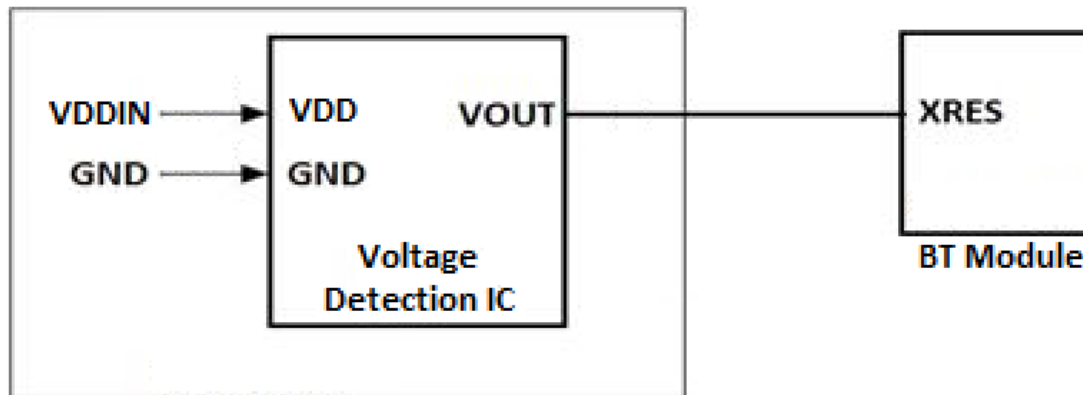 VDDIN
VDD
VOUT
XRES
GND
GND
Voltage
Detection IC
BT Module